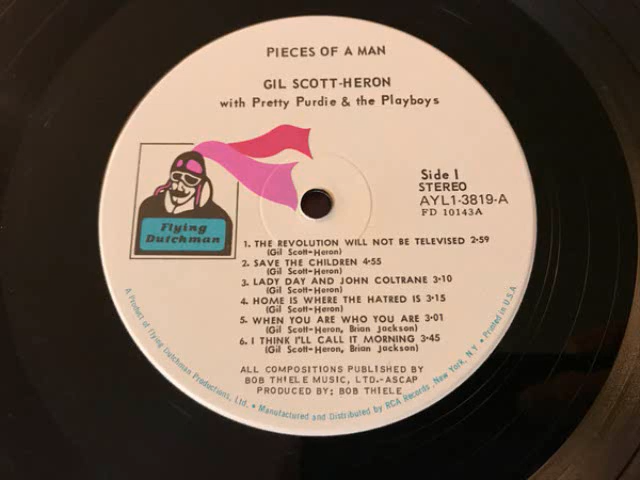 PIECES OF A MAN
GIL SCOTT-HERON
with Pretty Purdie & the Playboys
Side I
STEREO
AYL1-3819-A
FD 10143A
Flying
Dutchman
1. THE REVOLUTION WILL NOT BE TELEVISED 2-59
(Gil Scott-Heron)
2. SAVE THE CHILDREN 4-55
(Gil Scott-Heron)
3. LADY DAY AND JOHN COLTRANE 3-10
(Gil Scott-Heron)
4. HOME IS WHERE THE HATRED IS 3-15
(Gil Scott-Heron)
5. WHEN YOU ARE WHO YOU ARE 3-01
(Gil Scott-Heron, Brian Jackson)
6. I THINK I'LL CALL IT MORNING 3-45
(Gil Scott-Heron, Brian Jackson)
ALL COMPOSITIONS PUBLISHED BY
BOB THIELE MUSIC, LTD.-ASCAP
PRODUCED BY: BOB THIELE
A Product of Flying Dutchman Productions, Ltd. • Manufactured and Distributed by RCA Records, New York, N.Y. • Printed in U.S.A.